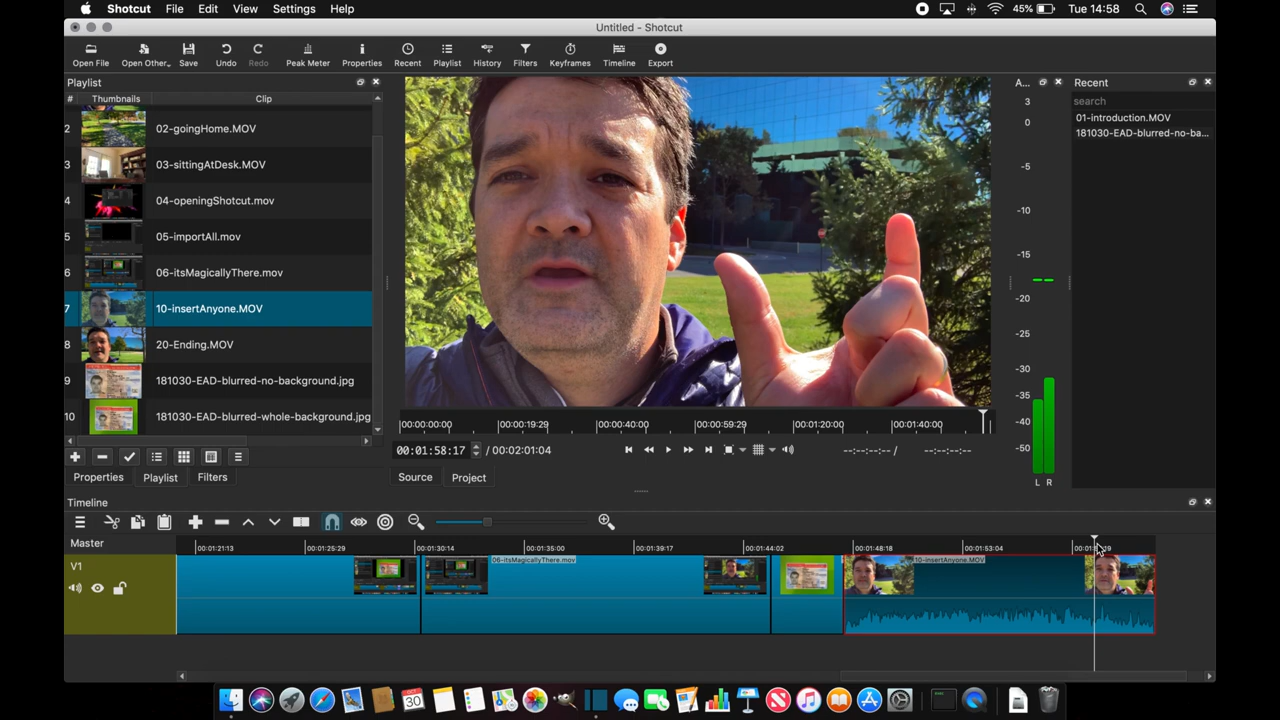 Shotcut File Edit View Settings Help 45% Tue 14:58
Untitled - Shotcut
Open File Open Other... Save Undo Redo Peak Meter Properties Recent Playlist History Filters Keyframes Timeline Export
Playlist A... Recent
# Thumbnails Clip
search
2 02-goingHome.MOV
3 03-sittingAtDesk.MOV
4 04-openingShotcut.mov
5 05-importAll.mov
6 06-itsMagicallyThere.mov
7 10-insertAnyone.MOV
8 20-Ending.MOV
9 181030-EAD-blurred-no-background.jpg
10 181030-EAD-blurred-whole-background.jpg
3
0
-5
-10
-15
-20
-25
-30
-35
-40
-50
L R
01-introduction.MOV
181030-EAD-blurred-no-ba...
00:00:00:00 00:00:19:29 00:00:40:00 00:00:59:29 00:01:20:00 00:01:40:00
00:01:58:17 / 00:02:01:04 --:--:--:-- / --:--:--:--
Properties Playlist Filters Source Project
Timeline
Master 00:01:21:13 00:01:25:29 00:01:30:14 00:01:35:00 00:01:39:17 00:01:44:02 00:01:48:18 00:01:53:04
V1 06-itsMagicallyThere.mov 10-insertAnyone.MOV
OCT
30